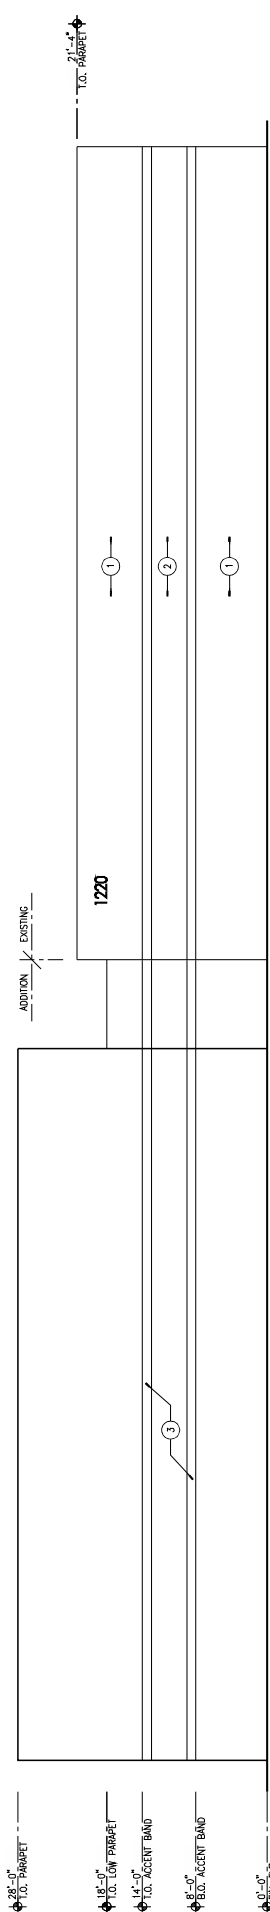 28'-0"
T.O. PARAPET
18'-0"
T.O. LOW PARAPET
14'-0"
T.O. ACCENT BAND
8'-0"
B.O. ACCENT BAND
0'-0"
3
ADDITION
EXISTING
1220
1
2
1
21'-4"
T.O. PARAPET